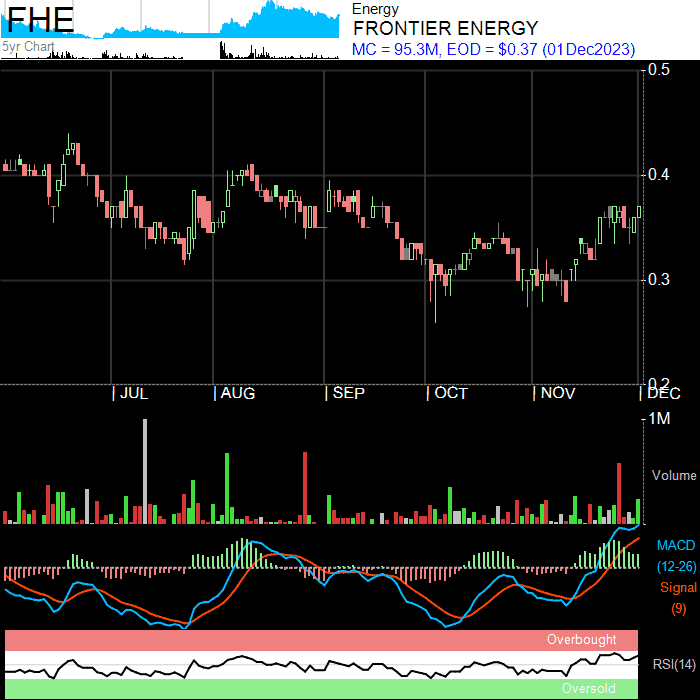 FHE
5yr Chart
Energy
FRONTIER ENERGY
MC = 95.3M, EOD = $0.37 (01Dec2023)
0.5
0.4
0.3
0.2
JUL AUG SEP OCT NOV DEC
1M
Volume
MACD
(12-26)
Signal
(9)
Overbought
RSI(14)
Oversold